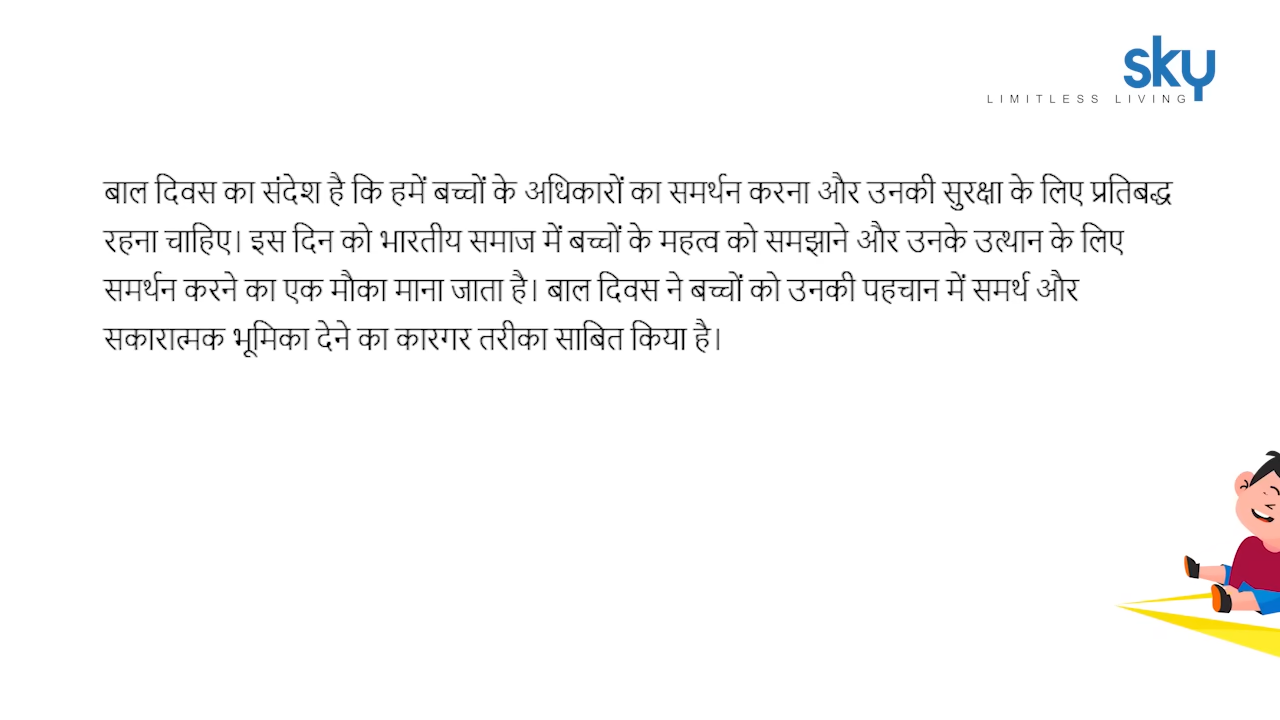 sky
LIMITLESS LIVING
बाल दिवस का संदेश है कि हमें बच्चों के अधिकारों का समर्थन करना और उनकी सुरक्षा के लिए प्रतिबद्ध
रहना चाहिए। इस दिन को भारतीय समाज में बच्चों के महत्व को समझाने और उनके उत्थान के लिए
समर्थन करने का एक मौका माना जाता है। बाल दिवस ने बच्चों को उनकी पहचान में समर्थ और
सकारात्मक भूमिका देने का कारगर तरीका साबित किया है।